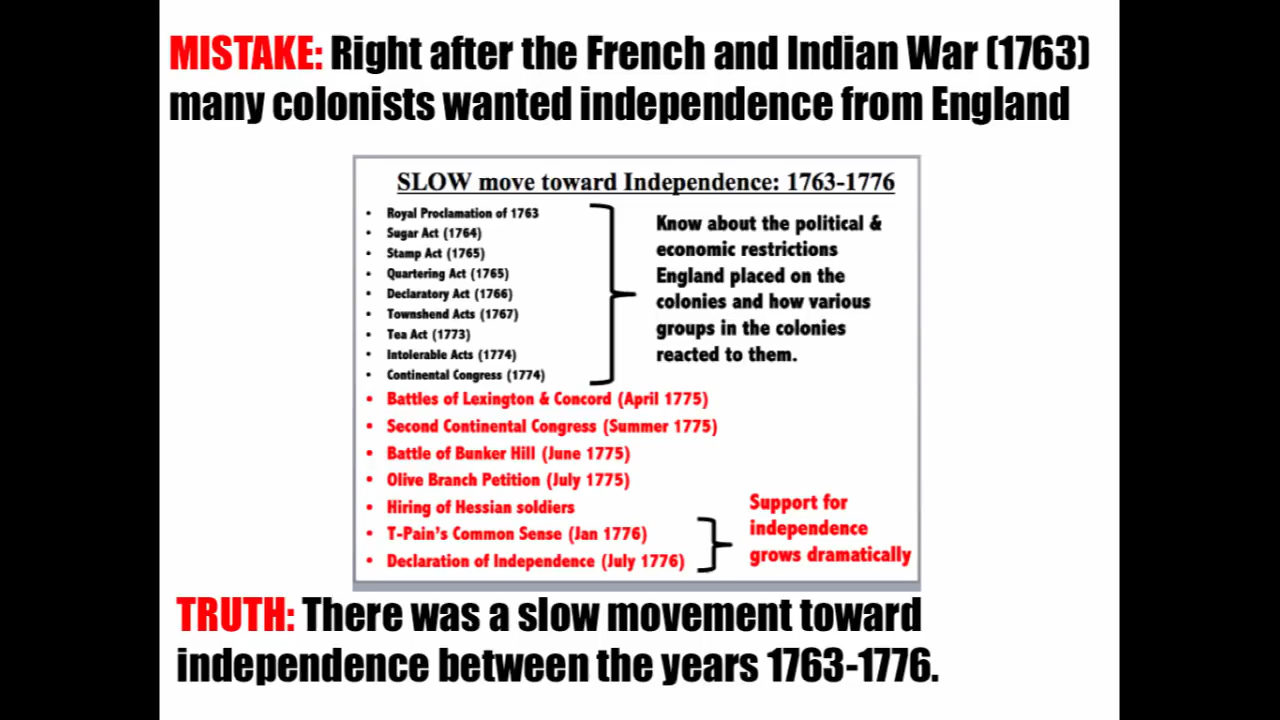 MISTAKE: Right after the French and Indian War (1763)
many colonists wanted independence from England
SLOW move toward Independence: 1763-1776
• Royal Proclamation of 1763
• Sugar Act (1764)
• Stamp Act (1765)
• Quartering Act (1765)
• Declaratory Act (1766)
• Townshend Acts (1767)
• Tea Act (1773)
• Intolerable Acts (1774)
• Continental Congress (1774)
Know about the political &
economic restrictions
England placed on the
colonies and how various
groups in the colonies
reacted to them.
• Battles of Lexington & Concord (April 1775)
• Second Continental Congress (Summer 1775)
• Battle of Bunker Hill (June 1775)
• Olive Branch Petition (July 1775)
• Hiring of Hessian soldiers
• T-Pain's Common Sense (Jan 1776)
• Declaration of Independence (July 1776)
Support for
independence
grows dramatically
TRUTH: There was a slow movement toward
independence between the years 1763-1776.